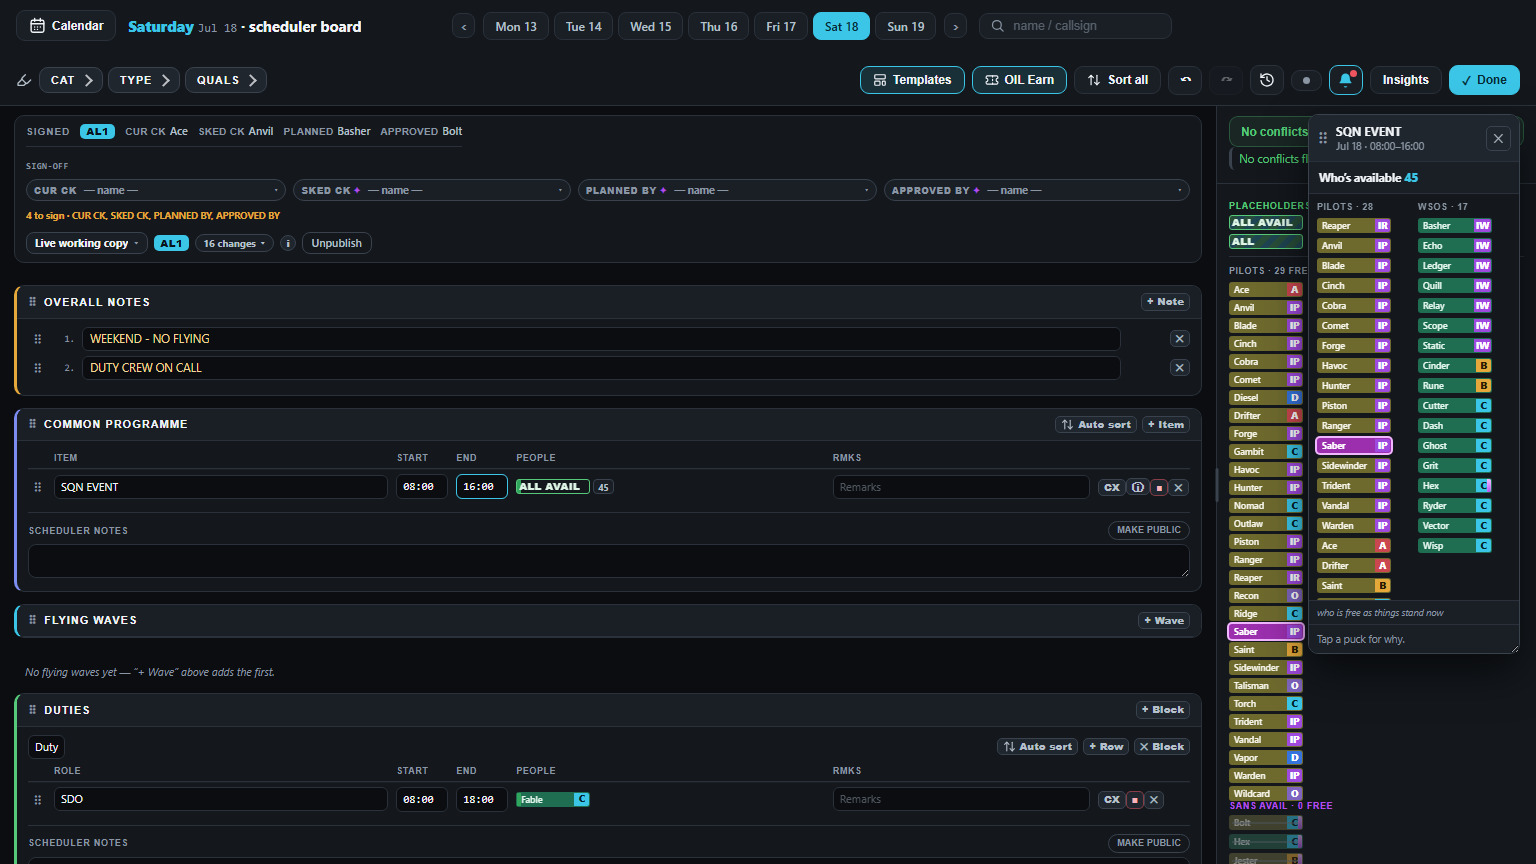 Calendar
Saturday Jul 18 · scheduler board
‹ Mon 13 Tue 14 Wed 15 Thu 16 Fri 17 Sat 18 Sun 19 ›
name / callsign
CAT TYPE QUALS
Templates OIL Earn Sort all Insights ✓ Done
SIGNED AL1 CUR CK Ace SKED CK Anvil PLANNED Basher APPROVED Bolt
SIGN-OFF
CUR CK — name — SKED CK ✦ — name — PLANNED BY ✦ — name — APPROVED BY ✦ — name —
4 to sign · CUR CK, SKED CK, PLANNED BY, APPROVED BY
Live working copy AL1 16 changes i Unpublish
OVERALL NOTES
+ Note
1. WEEKEND - NO FLYING
2. DUTY CREW ON CALL
COMMON PROGRAMME
Auto sort + Item
ITEM START END PEOPLE RMKS
SQN EVENT 08:00 16:00 ALL AVAIL 45 Remarks CX
SCHEDULER NOTES
MAKE PUBLIC
FLYING WAVES
+ Wave
No flying waves yet — "+ Wave" above adds the first.
DUTIES
+ Block
Duty
Auto sort + Row ✕ Block
ROLE START END PEOPLE RMKS
SDO 08:00 18:00 Fable C Remarks CX
SCHEDULER NOTES
MAKE PUBLIC
No conflicts
No conflicts fl
PLACEHOLDERS
ALL AVAIL
ALL
PILOTS · 29 FREE
Ace A
Anvil IP
Blade IP
Cinch IP
Cobra IP
Comet IP
Diesel D
Drifter A
Forge IP
Gambit C
Havoc IP
Hunter IP
Nomad C
Outlaw C
Piston IP
Ranger IP
Reaper IR
Recon O
Ridge C
Saber IP
Saint B
Sidewinder IP
Talisman O
Torch C
Trident IP
Vandal IP
Vapor D
Warden IP
Wildcard O
SANS AVAIL · 0 FREE
Bolt C
Hex C
Jester B
SQN EVENT
Jul 18 · 08:00–16:00
Who's available 45
PILOTS · 28
Reaper IR
Anvil IP
Blade IP
Cinch IP
Cobra IP
Comet IP
Forge IP
Havoc IP
Hunter IP
Piston IP
Ranger IP
Saber IP
Sidewinder IP
Trident IP
Vandal IP
Warden IP
Ace A
Drifter A
Saint B
WSOS · 17
Basher IW
Echo IW
Ledger IW
Quill IW
Relay IW
Scope IW
Static IW
Cinder B
Rune B
Cutter C
Dash C
Ghost C
Grit C
Hex C
Ryder C
Vector C
Wisp C
who is free as things stand now
Tap a puck for why.